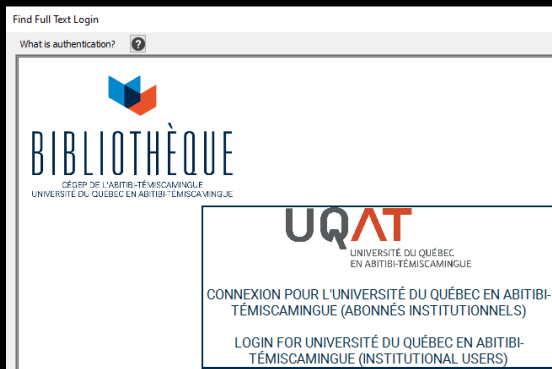 Find Full Text Login
What is authentication? ?
BIBLIOTHÈQUE
CÉGEP DE L'ABITIBI-TÉMISCAMINGUE
UNIVERSITÉ DU QUÉBEC EN ABITIBI-TÉMISCAMINGUE
UQAT
UNIVERSITÉ DU QUÉBEC
EN ABITIBI-TÉMISCAMINGUE
CONNEXION POUR L'UNIVERSITÉ DU QUÉBEC EN ABITIBI-
TÉMISCAMINGUE (ABONNÉS INSTITUTIONNELS)
LOGIN FOR UNIVERSITÉ DU QUÉBEC EN ABITIBI-
TÉMISCAMINGUE (INSTITUTIONAL USERS)